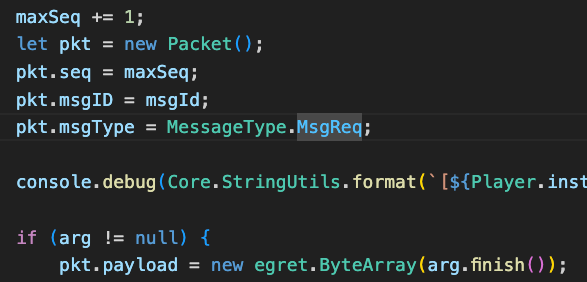 maxSeq += 1;
let pkt = new Packet();
pkt.seq = maxSeq;
pkt.msgID = msgId;
pkt.msgType = MessageType.MsgReq;
console.debug(Core.StringUtils.format(`[${Player.inst
if (arg != null) {
pkt.payload = new egret.ByteArray(arg.finish());